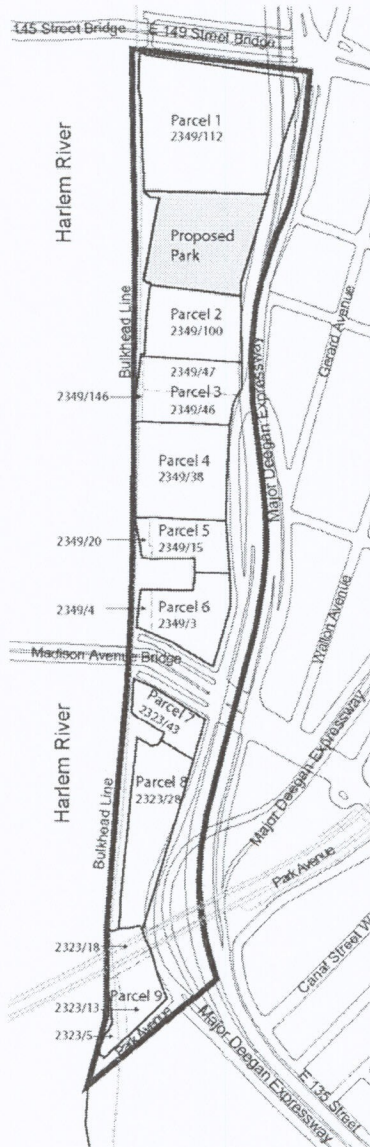 145 Street Bridge
E 149 Street Bridge
Harlem River
Parcel 1
2349/112
Proposed
Park
Bulkhead Line
Parcel 2
2349/100
2349/47
Parcel 3
2349/46
2349/146
Major Deegan Expressway
Gerard Avenue
Parcel 4
2349/38
Parcel 5
2349/15
2349/20
Parcel 6
2349/3
2349/4
Walton Avenue
Madison Avenue Bridge
Parcel 7
2323/43
Harlem River
Bulkhead Line
Parcel 8
2323/28
Major Deegan Expressway
Park Avenue
Canal Street W
2323/18
2323/13
Parcel 9
2323/5
Park Avenue
Major Deegan Expressway
E 135 Street